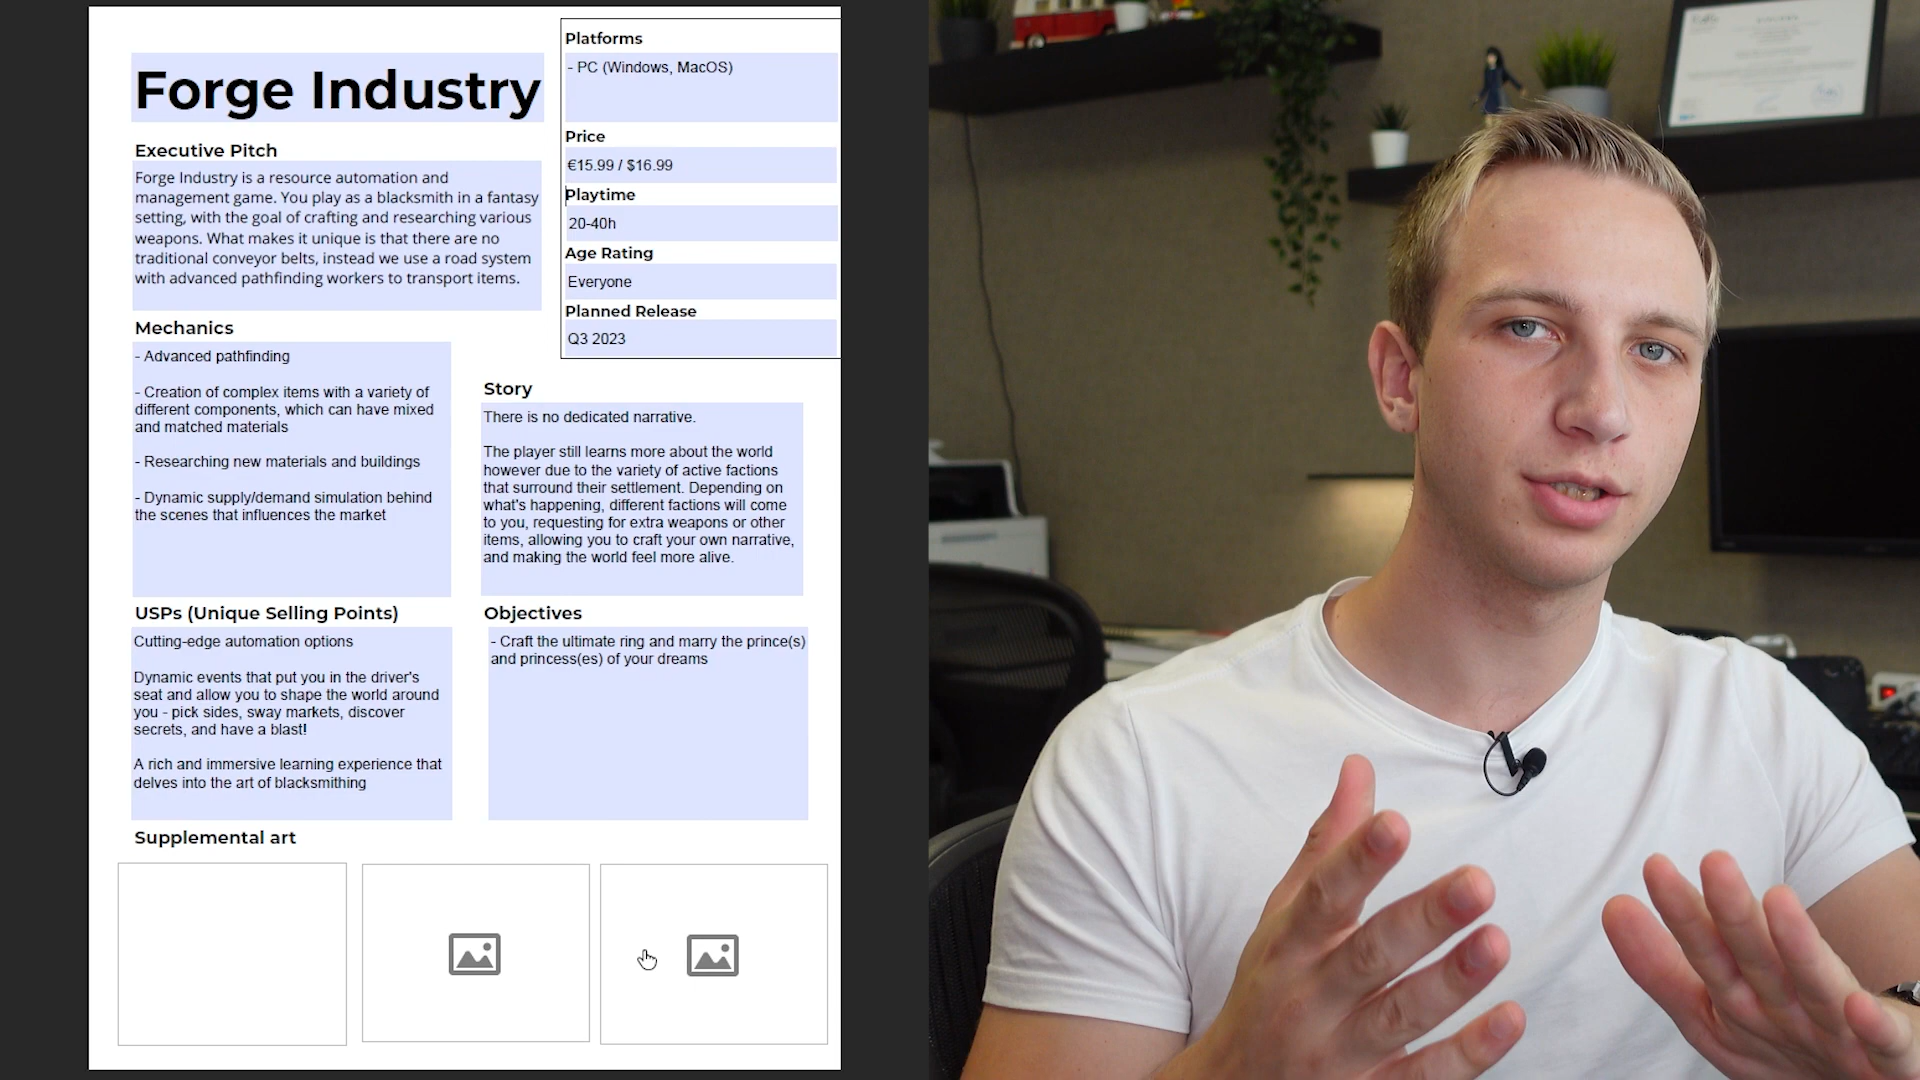 Forge Industry
Executive Pitch
Forge Industry is a resource automation and
management game. You play as a blacksmith in a fantasy
setting, with the goal of crafting and researching various
weapons. What makes it unique is that there are no
traditional conveyor belts, instead we use a road system
with advanced pathfinding workers to transport items.
Platforms
- PC (Windows, MacOS)
Price
€15.99 / $16.99
Playtime
20-40h
Age Rating
Everyone
Planned Release
Q3 2023
Mechanics
- Advanced pathfinding
- Creation of complex items with a variety of
different components, which can have mixed
and matched materials
- Researching new materials and buildings
- Dynamic supply/demand simulation behind
the scenes that influences the market
Story
There is no dedicated narrative.
The player still learns more about the world
however due to the variety of active factions
that surround their settlement. Depending on
what's happening, different factions will come
to you, requesting for extra weapons or other
items, allowing you to craft your own narrative,
and making the world feel more alive.
USPs (Unique Selling Points)
Cutting-edge automation options
Dynamic events that put you in the driver's
seat and allow you to shape the world around
you - pick sides, sway markets, discover
secrets, and have a blast!
A rich and immersive learning experience that
delves into the art of blacksmithing
Objectives
- Craft the ultimate ring and marry the prince(s)
and princess(es) of your dreams
Supplemental art